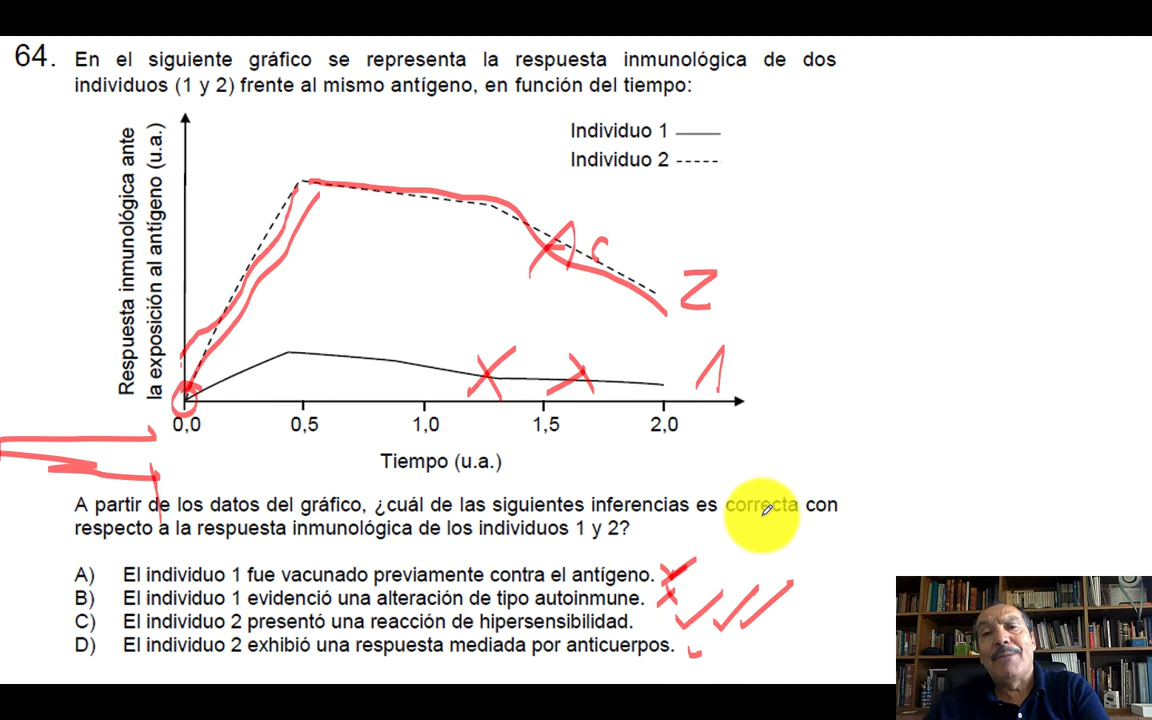 64. En el siguiente gráfico se representa la respuesta inmunológica de dos
individuos (1 y 2) frente al mismo antígeno, en función del tiempo:
Respuesta inmunológica ante
la exposición al antígeno (u.a.)
Individuo 1
Individuo 2
Ac
2
1
0,0 0,5 1,0 1,5 2,0
Tiempo (u.a.)
A partir de los datos del gráfico, ¿cuál de las siguientes inferencias es correcta con
respecto a la respuesta inmunológica de los individuos 1 y 2?
A) El individuo 1 fue vacunado previamente contra el antígeno.
B) El individuo 1 evidenció una alteración de tipo autoinmune.
C) El individuo 2 presentó una reacción de hipersensibilidad.
D) El individuo 2 exhibió una respuesta mediada por anticuerpos.